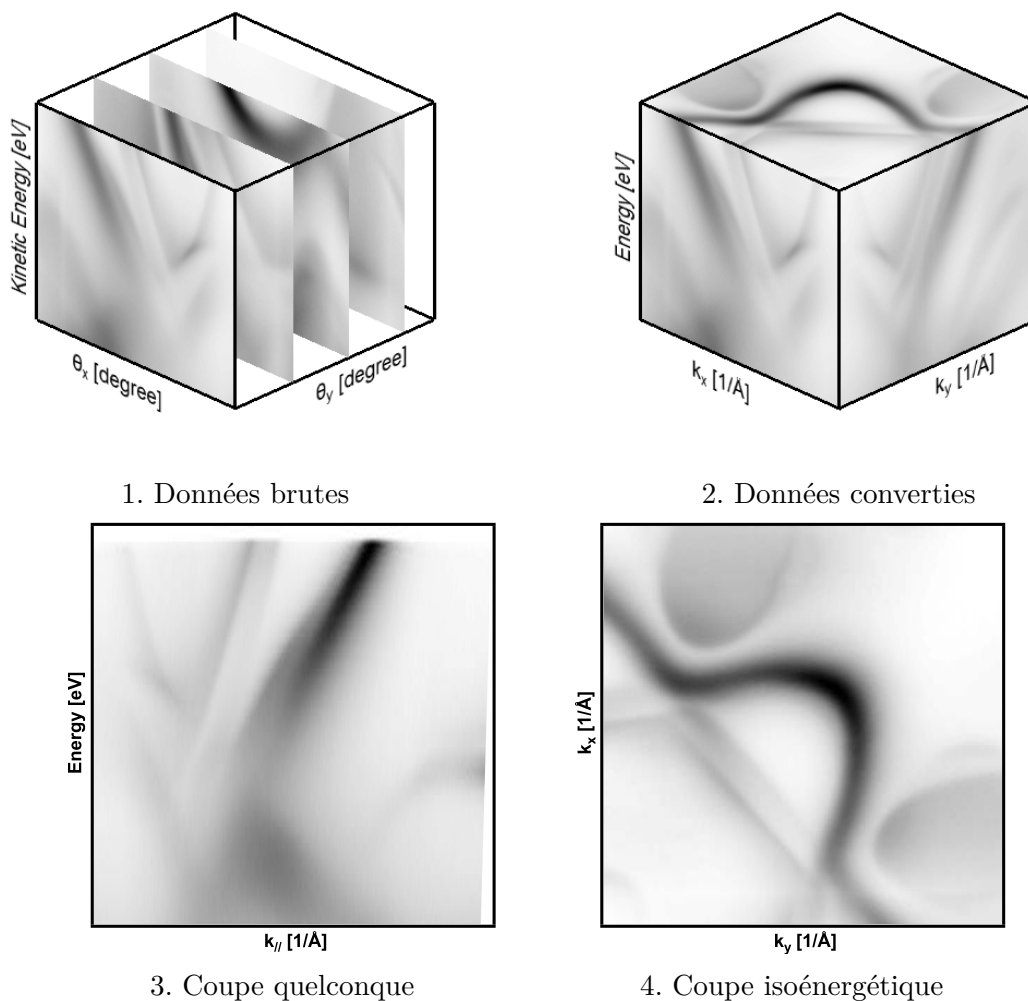 Kinetic Energy [eV]
θx [degree]
θy [degree]
Energy [eV]
kx [1/Å]
ky [1/Å]
1. Données brutes
2. Données converties
Energy [eV]
k// [1/Å]
kx [1/Å]
ky [1/Å]
3. Coupe quelconque
4. Coupe isoénergétique